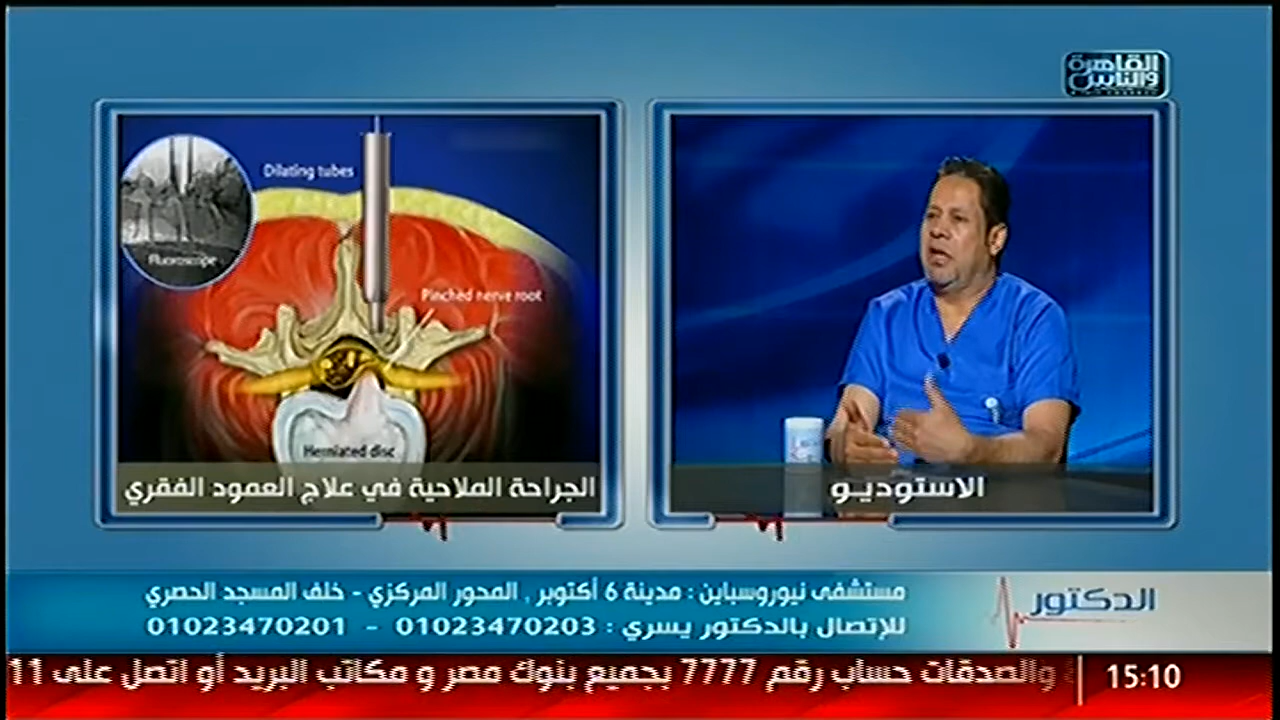 القاهرة
والناس
Dilating tubes
Fluoroscope
Pinched nerve root
Herniated disc
الجراحة الملاحية في علاج العمود الفقري
الاستوديو
مستشفى نيوروسباين : مدينة 6 أكتوبر , المحور المركزي - خلف المسجد الحصري
للإتصال بالدكتور يسري : 01023470203 - 01023470201
الدكتور
والصدقات حساب رقم 7777 بجميع بنوك مصر و مكاتب البريد أو اتصل على 11
15:10